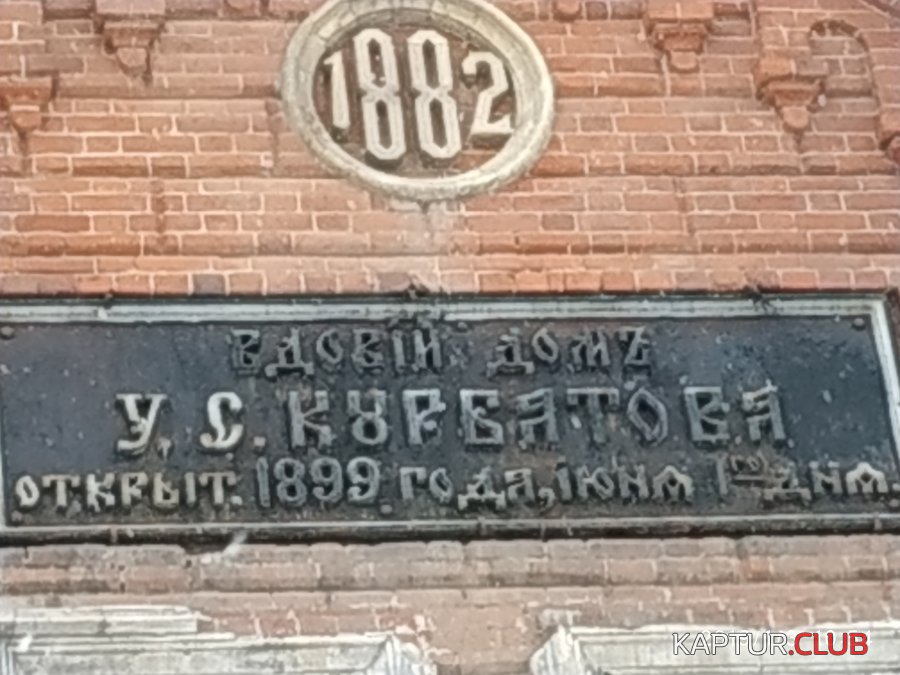 1882
ВДОВІЙ ДОМЪ
У. С. КУРБАТОВА
ОТКРЫТ. 1899 ГОДА, ІЮНЯ 1ГО ДНЯ.
KAPTUR.CLUB